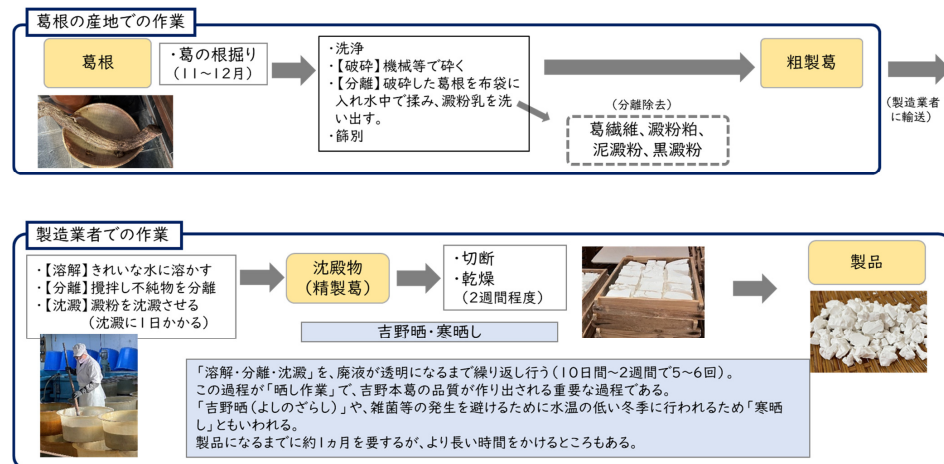 葛根の産地での作業
葛根
・葛の根掘り
(11～12月)
・洗浄
・【破砕】機械等で砕く
・【分離】破砕した葛根を布袋に
入れ水中で揉み、澱粉乳を洗
い出す。
・篩別
(分離除去)
葛繊維、澱粉粕、
泥澱粉、黒澱粉
粗製葛
(製造業者
に輸送)
製造業者での作業
・【溶解】きれいな水に溶かす
・【分離】攪拌し不純物を分離
・【沈澱】澱粉を沈澱させる
(沈澱に1日かかる)
沈殿物
(精製葛)
・切断
・乾燥
(2週間程度)
製品
吉野晒・寒晒し
「溶解・分離・沈澱」を、廃液が透明になるまで繰り返し行う(10日間～2週間で5～6回)。
この過程が「晒し作業」で、吉野本葛の品質が作り出される重要な過程である。
「吉野晒(よしのざらし)」や、雑菌等の発生を避けるために水温の低い冬季に行われるため「寒晒
し」ともいわれる。
製品になるまでに約1ヵ月を要するが、より長い時間をかけるところもある。